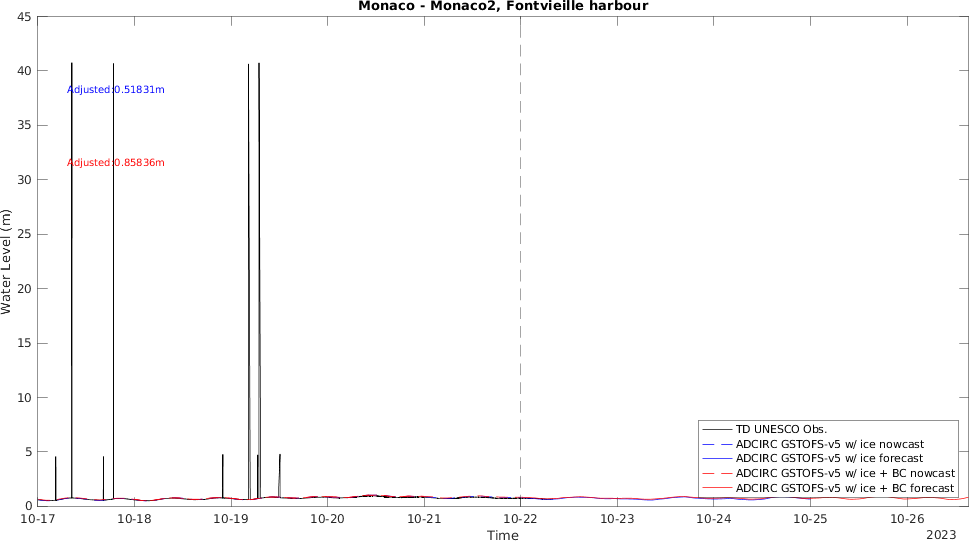 Monaco - Monaco2, Fontvieille harbour
45
40
35
30
25
20
15
10
5
0
Water Level (m)
Adjusted:0.51831m
Adjusted:0.85836m
TD UNESCO Obs.
ADCIRC GSTOFS-v5 w/ ice nowcast
ADCIRC GSTOFS-v5 w/ ice forecast
ADCIRC GSTOFS-v5 w/ ice + BC nowcast
ADCIRC GSTOFS-v5 w/ ice + BC forecast
10-17 10-18 10-19 10-20 10-21 10-22 10-23 10-24 10-25 10-26
Time
2023